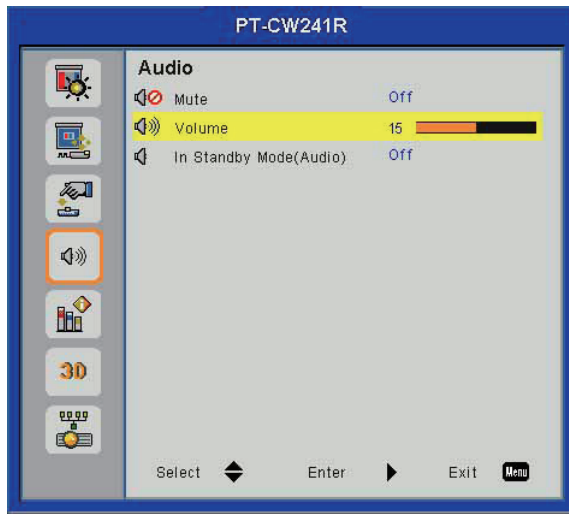 PT-CW241R
Audio
Mute Off
Volume 15
In Standby Mode(Audio) Off
3D
Select Enter Exit Menu